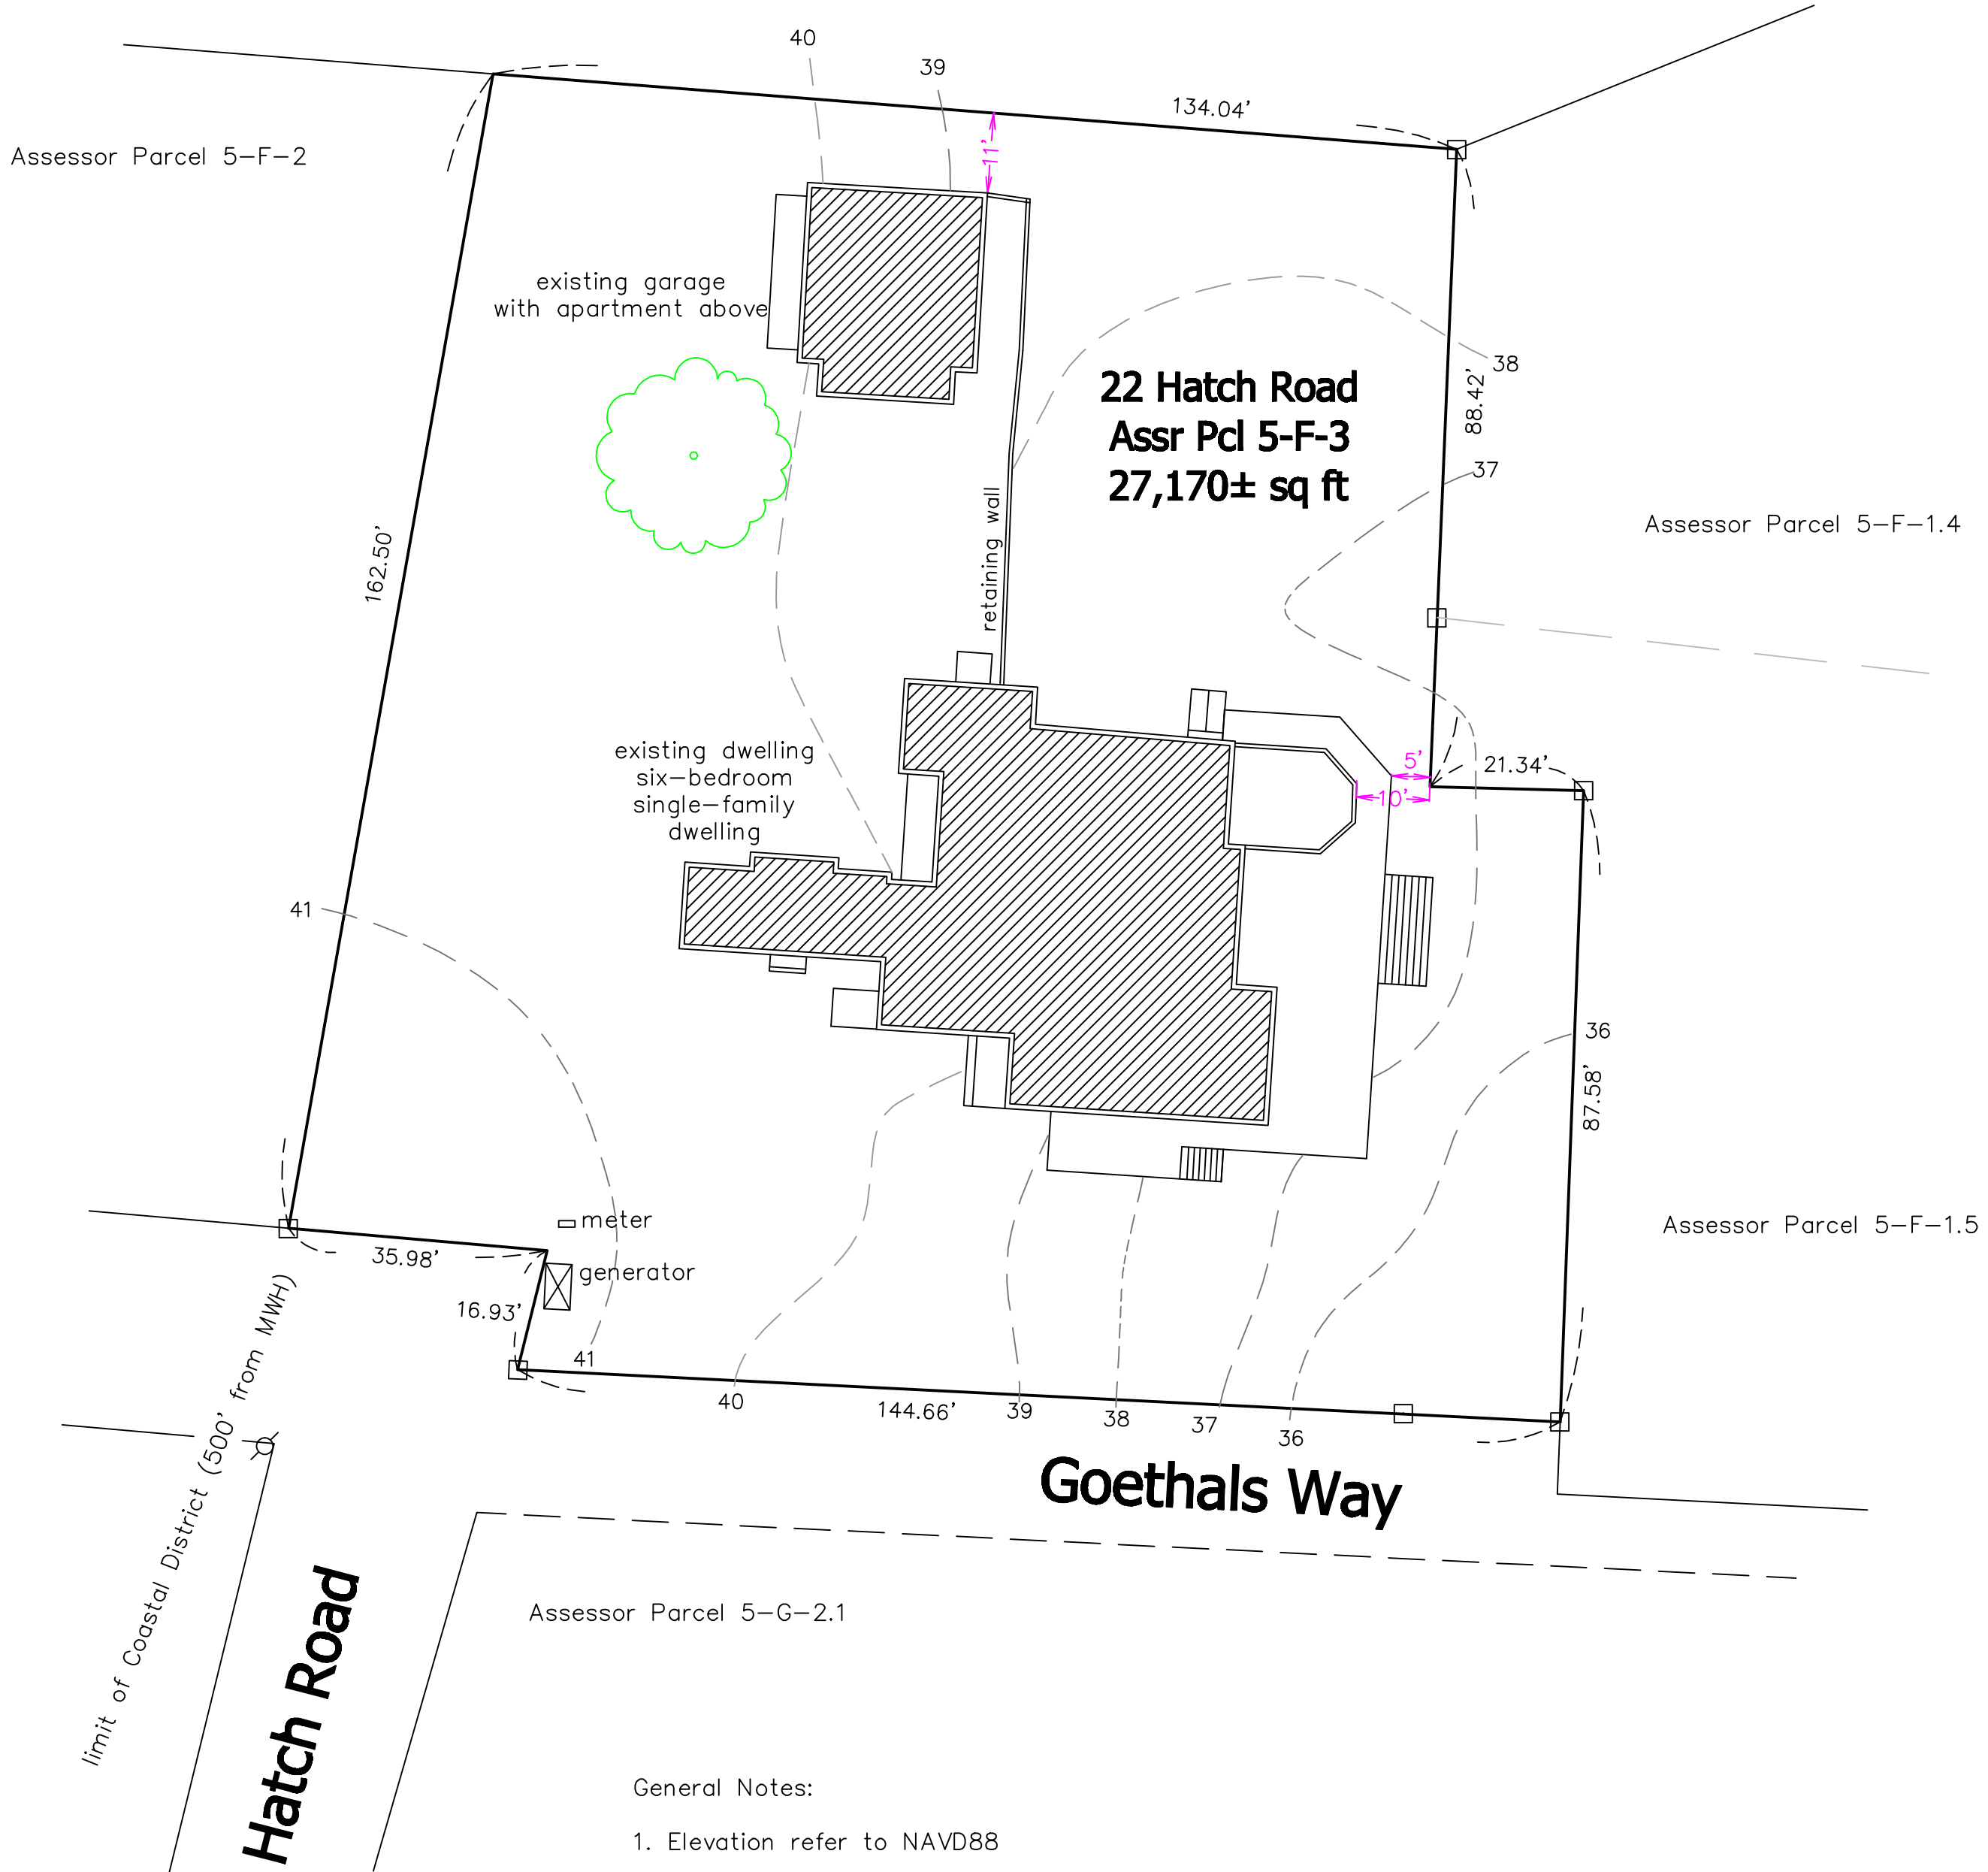 40
39
134.04'
Assessor Parcel 5-F-2
11'
existing garage
with apartment above
38
22 Hatch Road
Assr Pcl 5-F-3
27,170± sq ft
88.42'
37
Assessor Parcel 5-F-1.4
162.50'
retaining wall
existing dwelling
six-bedroom
single-family
dwelling
5'
21.34'
10'
41
36
87.58'
meter
35.98'
generator
16.93'
Assessor Parcel 5-F-1.5
41
40
144.66'
39
38
37
36
limit of Coastal District (500' from MWH)
Goethals Way
Hatch Road
Assessor Parcel 5-G-2.1
General Notes:
1. Elevation refer to NAVD88